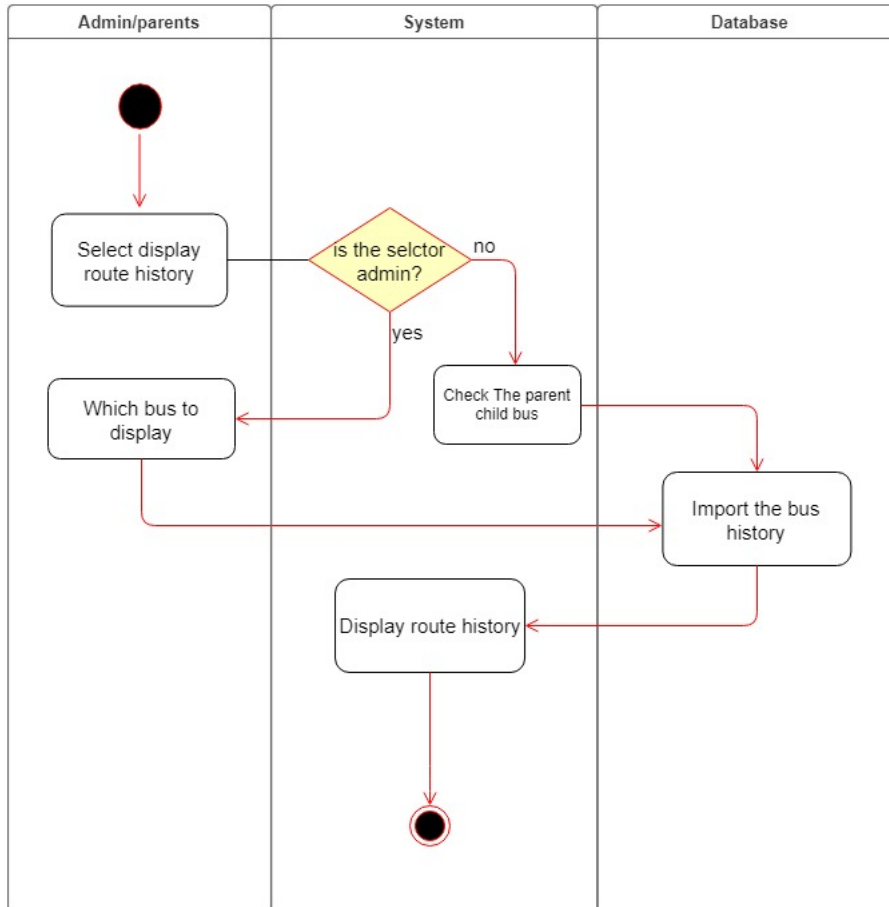 Admin/parents
System
Database
Select display
route history
is the selctor
admin?
no
yes
Which bus to
display
Check The parent
child bus
Import the bus
history
Display route history